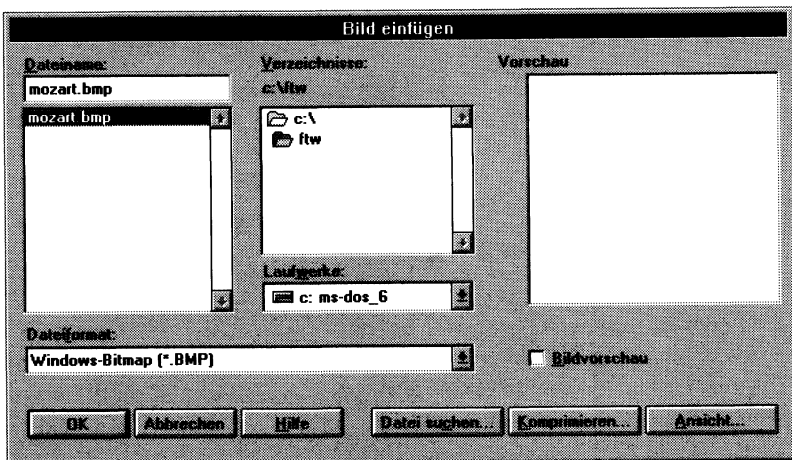 Bild einfügen
Dateiname:
mozart.bmp
mozart.bmp
Verzeichnisse:
c:\ftw
c:\
ftw
Laufwerke:
c: ms-dos_6
Dateiformat:
Windows-Bitmap (*.BMP)
Vorschau
Bildvorschau
OK
Abbrechen
Hilfe
Datei suchen...
Komprimieren...
Ansicht...